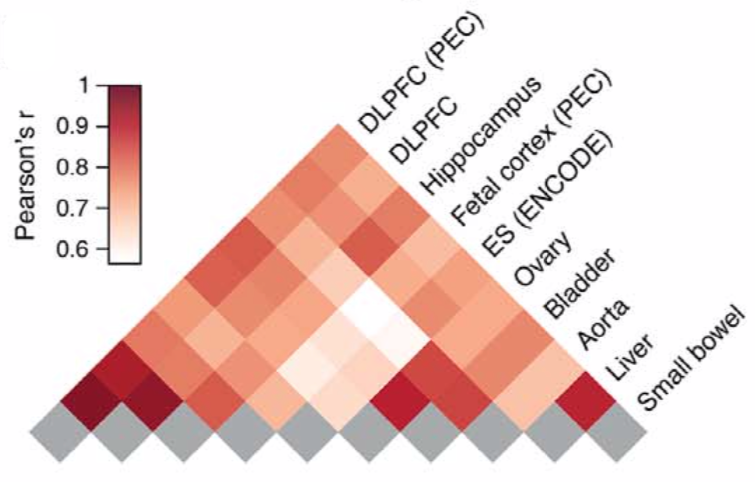 DLPFC (PEC)
DLPFC
Hippocampus
Fetal cortex (PEC)
ES (ENCODE)
Ovary
Bladder
Aorta
Liver
Small bowel
Pearson's r
1
0.9
0.8
0.7
0.6